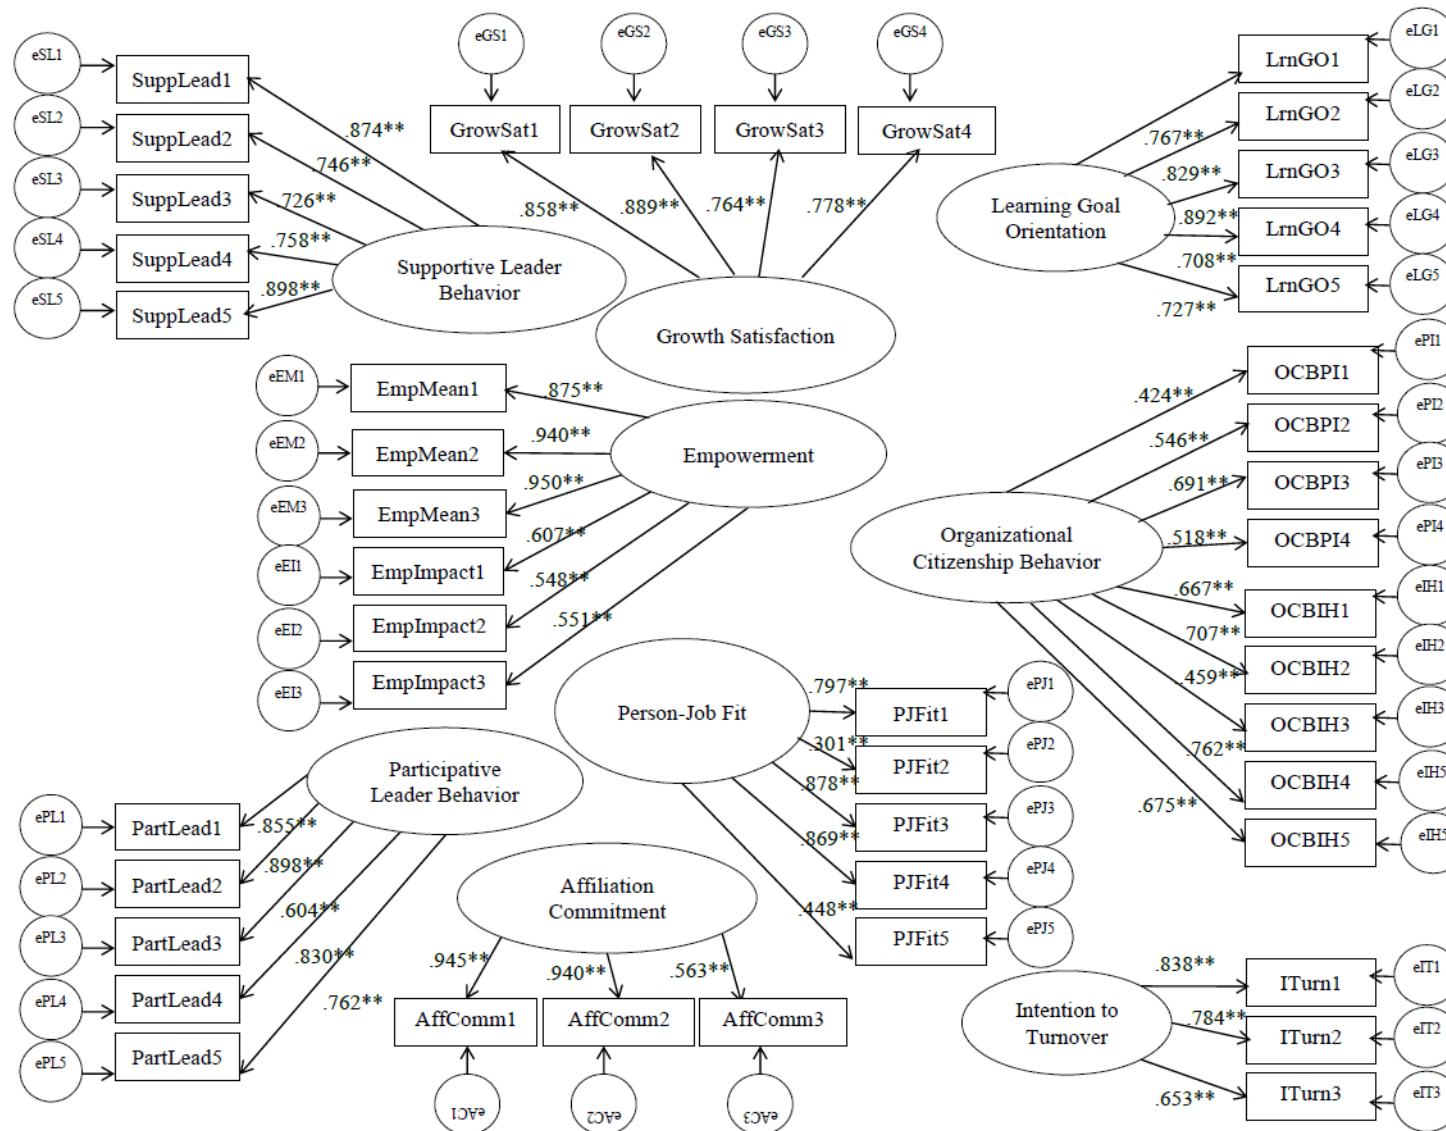 eSL1
SuppLead1
eSL2
SuppLead2
eSL3
SuppLead3
eSL4
SuppLead4
eSL5
SuppLead5
.874**
.746**
.726**
.758**
.898**
Supportive Leader
Behavior
eGS1
eGS2
eGS3
eGS4
GrowSat1
GrowSat2
GrowSat3
GrowSat4
.858**
.889**
.764**
.778**
Growth Satisfaction
eLG1
LrnGO1
eLG2
LrnGO2
eLG3
LrnGO3
eLG4
LrnGO4
eLG5
LrnGO5
.767**
.829**
.892**
.708**
.727**
Learning Goal
Orientation
eEM1
EmpMean1
eEM2
EmpMean2
eEM3
EmpMean3
eEI1
EmpImpact1
eEI2
EmpImpact2
eEI3
EmpImpact3
.875**
.940**
.950**
.607**
.548**
.551**
Empowerment
ePI1
OCBPI1
ePI2
OCBPI2
ePI3
OCBPI3
ePI4
OCBPI4
eIH1
OCBIH1
eIH2
OCBIH2
eIH3
OCBIH3
eIH5
OCBIH4
eIH5
OCBIH5
.424**
.546**
.691**
.518**
.667**
.707**
.459**
.762**
.675**
Organizational
Citizenship Behavior
Person-Job Fit
.797**
.301**
.878**
.869**
.448**
PJFit1
ePJ1
PJFit2
ePJ2
PJFit3
ePJ3
PJFit4
ePJ4
PJFit5
ePJ5
Participative
Leader Behavior
ePL1
PartLead1
ePL2
PartLead2
ePL3
PartLead3
ePL4
PartLead4
ePL5
PartLead5
.855**
.898**
.604**
.830**
.762**
Affiliation
Commitment
.945**
.940**
.563**
AffComm1
AffComm2
AffComm3
eAC1
eAC2
eAC3
Intention to
Turnover
.838**
.784**
.653**
ITurn1
eIT1
ITurn2
eIT2
ITurn3
eIT3